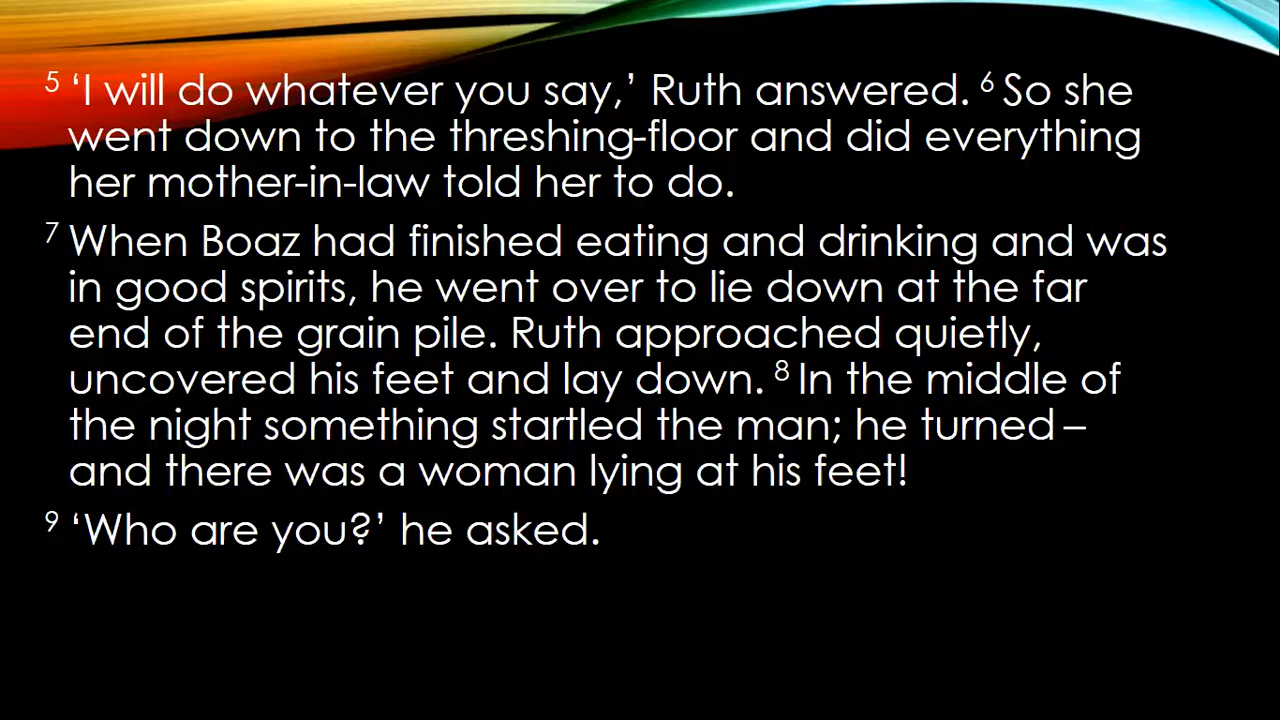 5 ‘I will do whatever you say,’ Ruth answered. 6 So she
went down to the threshing-floor and did everything
her mother-in-law told her to do.
7 When Boaz had finished eating and drinking and was
in good spirits, he went over to lie down at the far
end of the grain pile. Ruth approached quietly,
uncovered his feet and lay down. 8 In the middle of
the night something startled the man; he turned –
and there was a woman lying at his feet!
9 ‘Who are you?’ he asked.